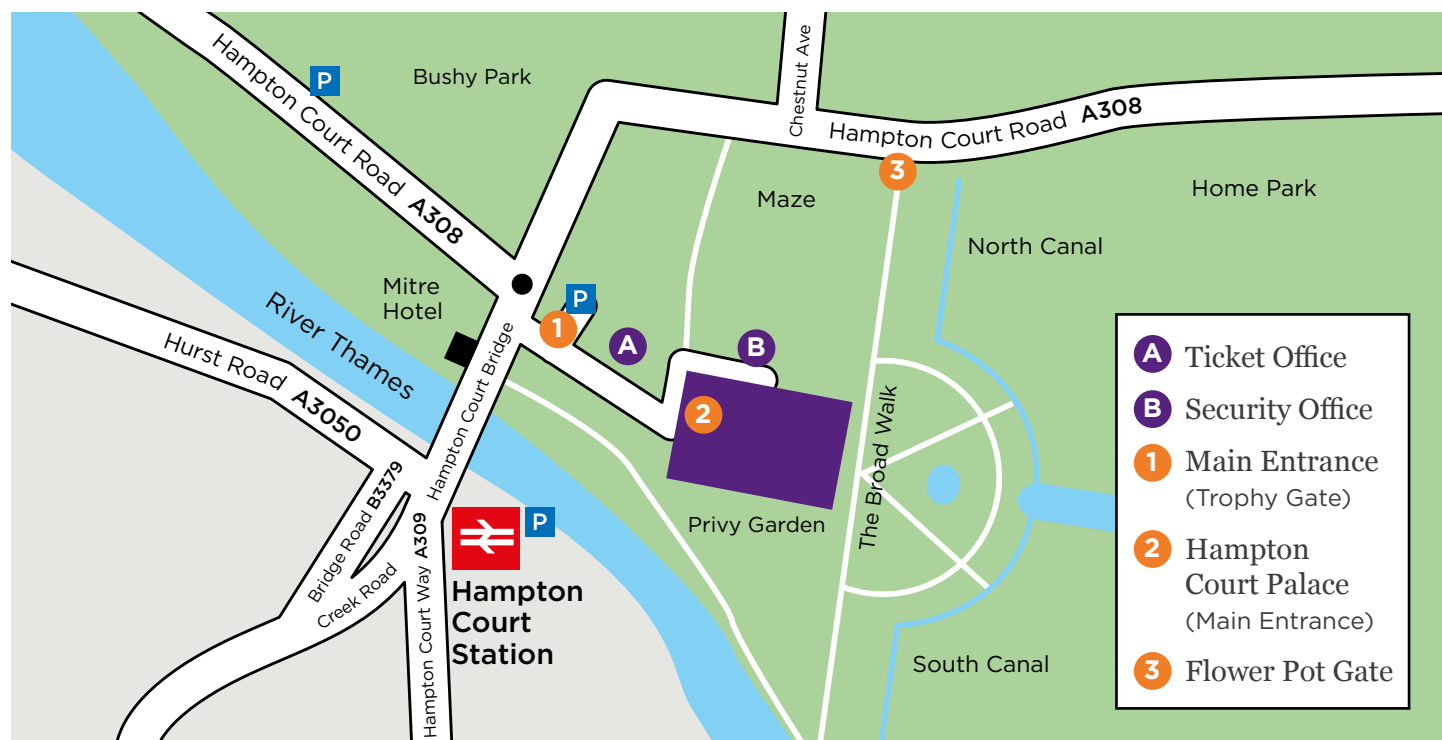 Hampton Court Road A308
P
Bushy Park
Chestnut Ave
Hampton Court Road A308
3
Maze
Home Park
North Canal
Mitre
Hotel
P
1
A
B
River Thames
Hurst Road A3050
Hampton Court Bridge
2
The Broad Walk
Privy Garden
Bridge Road B3379
Creek Road
Hampton Court Way A309
P
Hampton
Court
Station
South Canal
A Ticket Office
B Security Office
1 Main Entrance
(Trophy Gate)
2 Hampton
Court Palace
(Main Entrance)
3 Flower Pot Gate